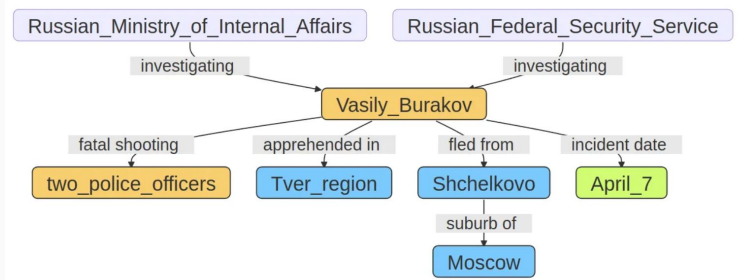 Russian_Ministry_of_Internal_Affairs
Russian_Federal_Security_Service
investigating
investigating
Vasily_Burakov
fatal shooting
apprehended in
fled from
incident date
two_police_officers
Tver_region
Shchelkovo
April_7
suburb of
Moscow